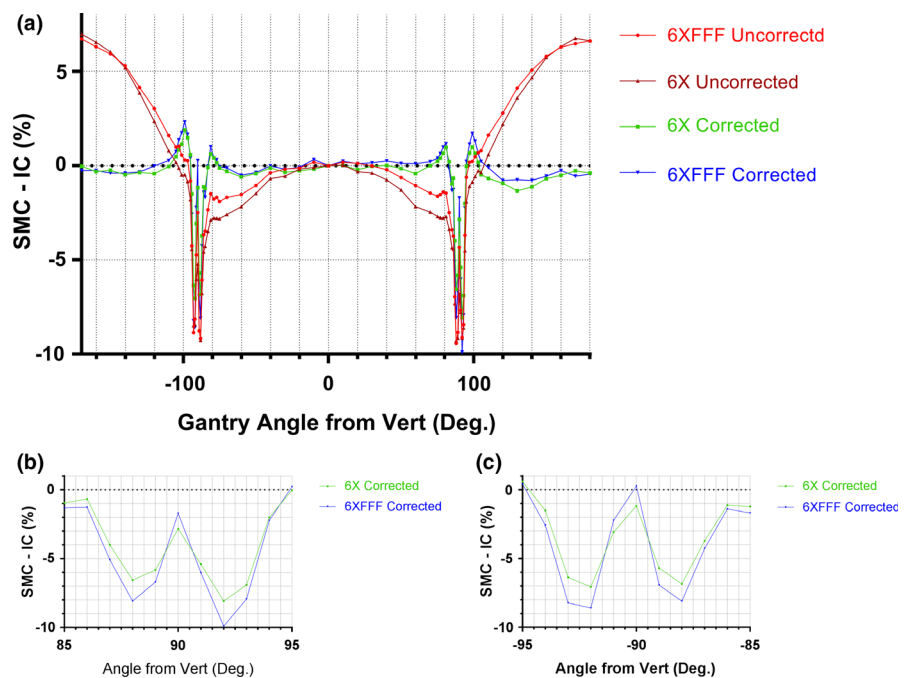 (a)
SMC - IC (%)
5
0
-5
-10
-100
0
100
Gantry Angle from Vert (Deg.)
6XFFF Uncorrectd
6X Uncorrected
6X Corrected
6XFFF Corrected
(b)
SMC - IC (%)
0
-5
-10
85
90
95
Angle from Vert (Deg.)
6X Corrected
6XFFF Corrected
(c)
SMC - IC (%)
0
-5
-10
-95
-90
-85
Angle from Vert (Deg.)
6X Corrected
6XFFF Corrected